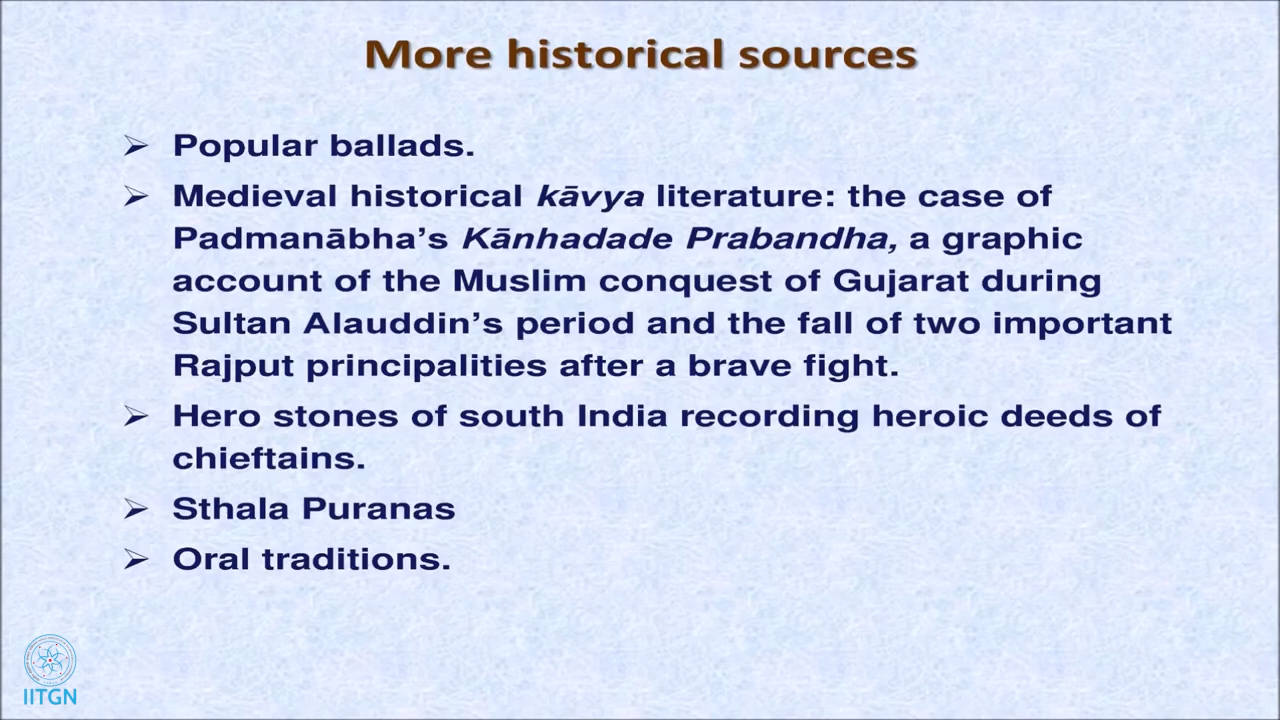 More historical sources
➢ Popular ballads.
➢ Medieval historical kāvya literature: the case of
Padmanābha’s Kānhadade Prabandha, a graphic
account of the Muslim conquest of Gujarat during
Sultan Alauddin’s period and the fall of two important
Rajput principalities after a brave fight.
➢ Hero stones of south India recording heroic deeds of
chieftains.
➢ Sthala Puranas
➢ Oral traditions.
IITGN